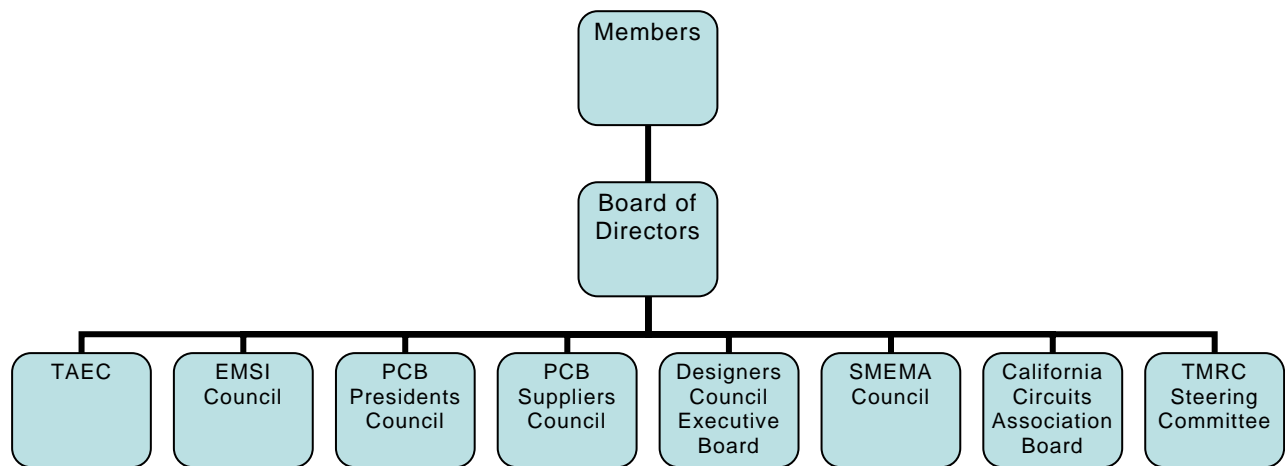 Members
Board of
Directors
TAEC
EMSI
Council
PCB
Presidents
Council
PCB
Suppliers
Council
Designers
Council
Executive
Board
SMEMA
Council
California
Circuits
Association
Board
TMRC
Steering
Committee